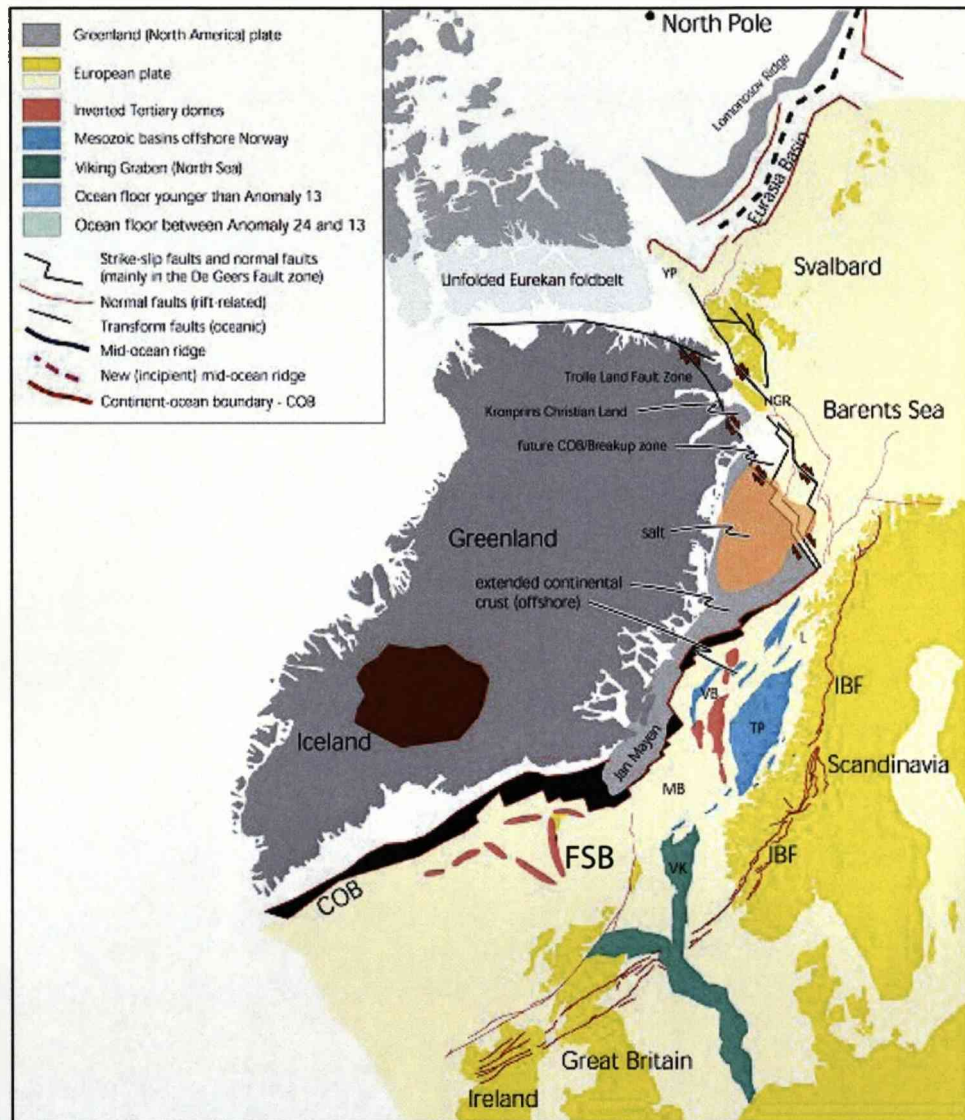 Greenland (North America) plate
European plate
Inverted Tertiary domes
Mesozoic basins offshore Norway
Viking Graben (North Sea)
Ocean floor younger than Anomaly 13
Ocean floor between Anomaly 24 and 13
Strike-slip faults and normal faults
(mainly in the De Geers Fault zone)
Normal faults (rift-related)
Transform faults (oceanic)
Mid-ocean ridge
New (incipient) mid-ocean ridge
Continent-ocean boundary - COB
North Pole
Lomonosov Ridge
Eurasia Basin
Unfolded Eurekan foldbelt
YP
Svalbard
Trolle Land Fault Zone
Kronprins Christian Land
NGR
Barents Sea
future COB/Breakup zone
salt
Greenland
extended continental
crust (offshore)
L
VB
IBF
TP
Iceland
Jan Mayen
Scandinavia
MB
FSB
VK
IBF
COB
Great Britain
Ireland